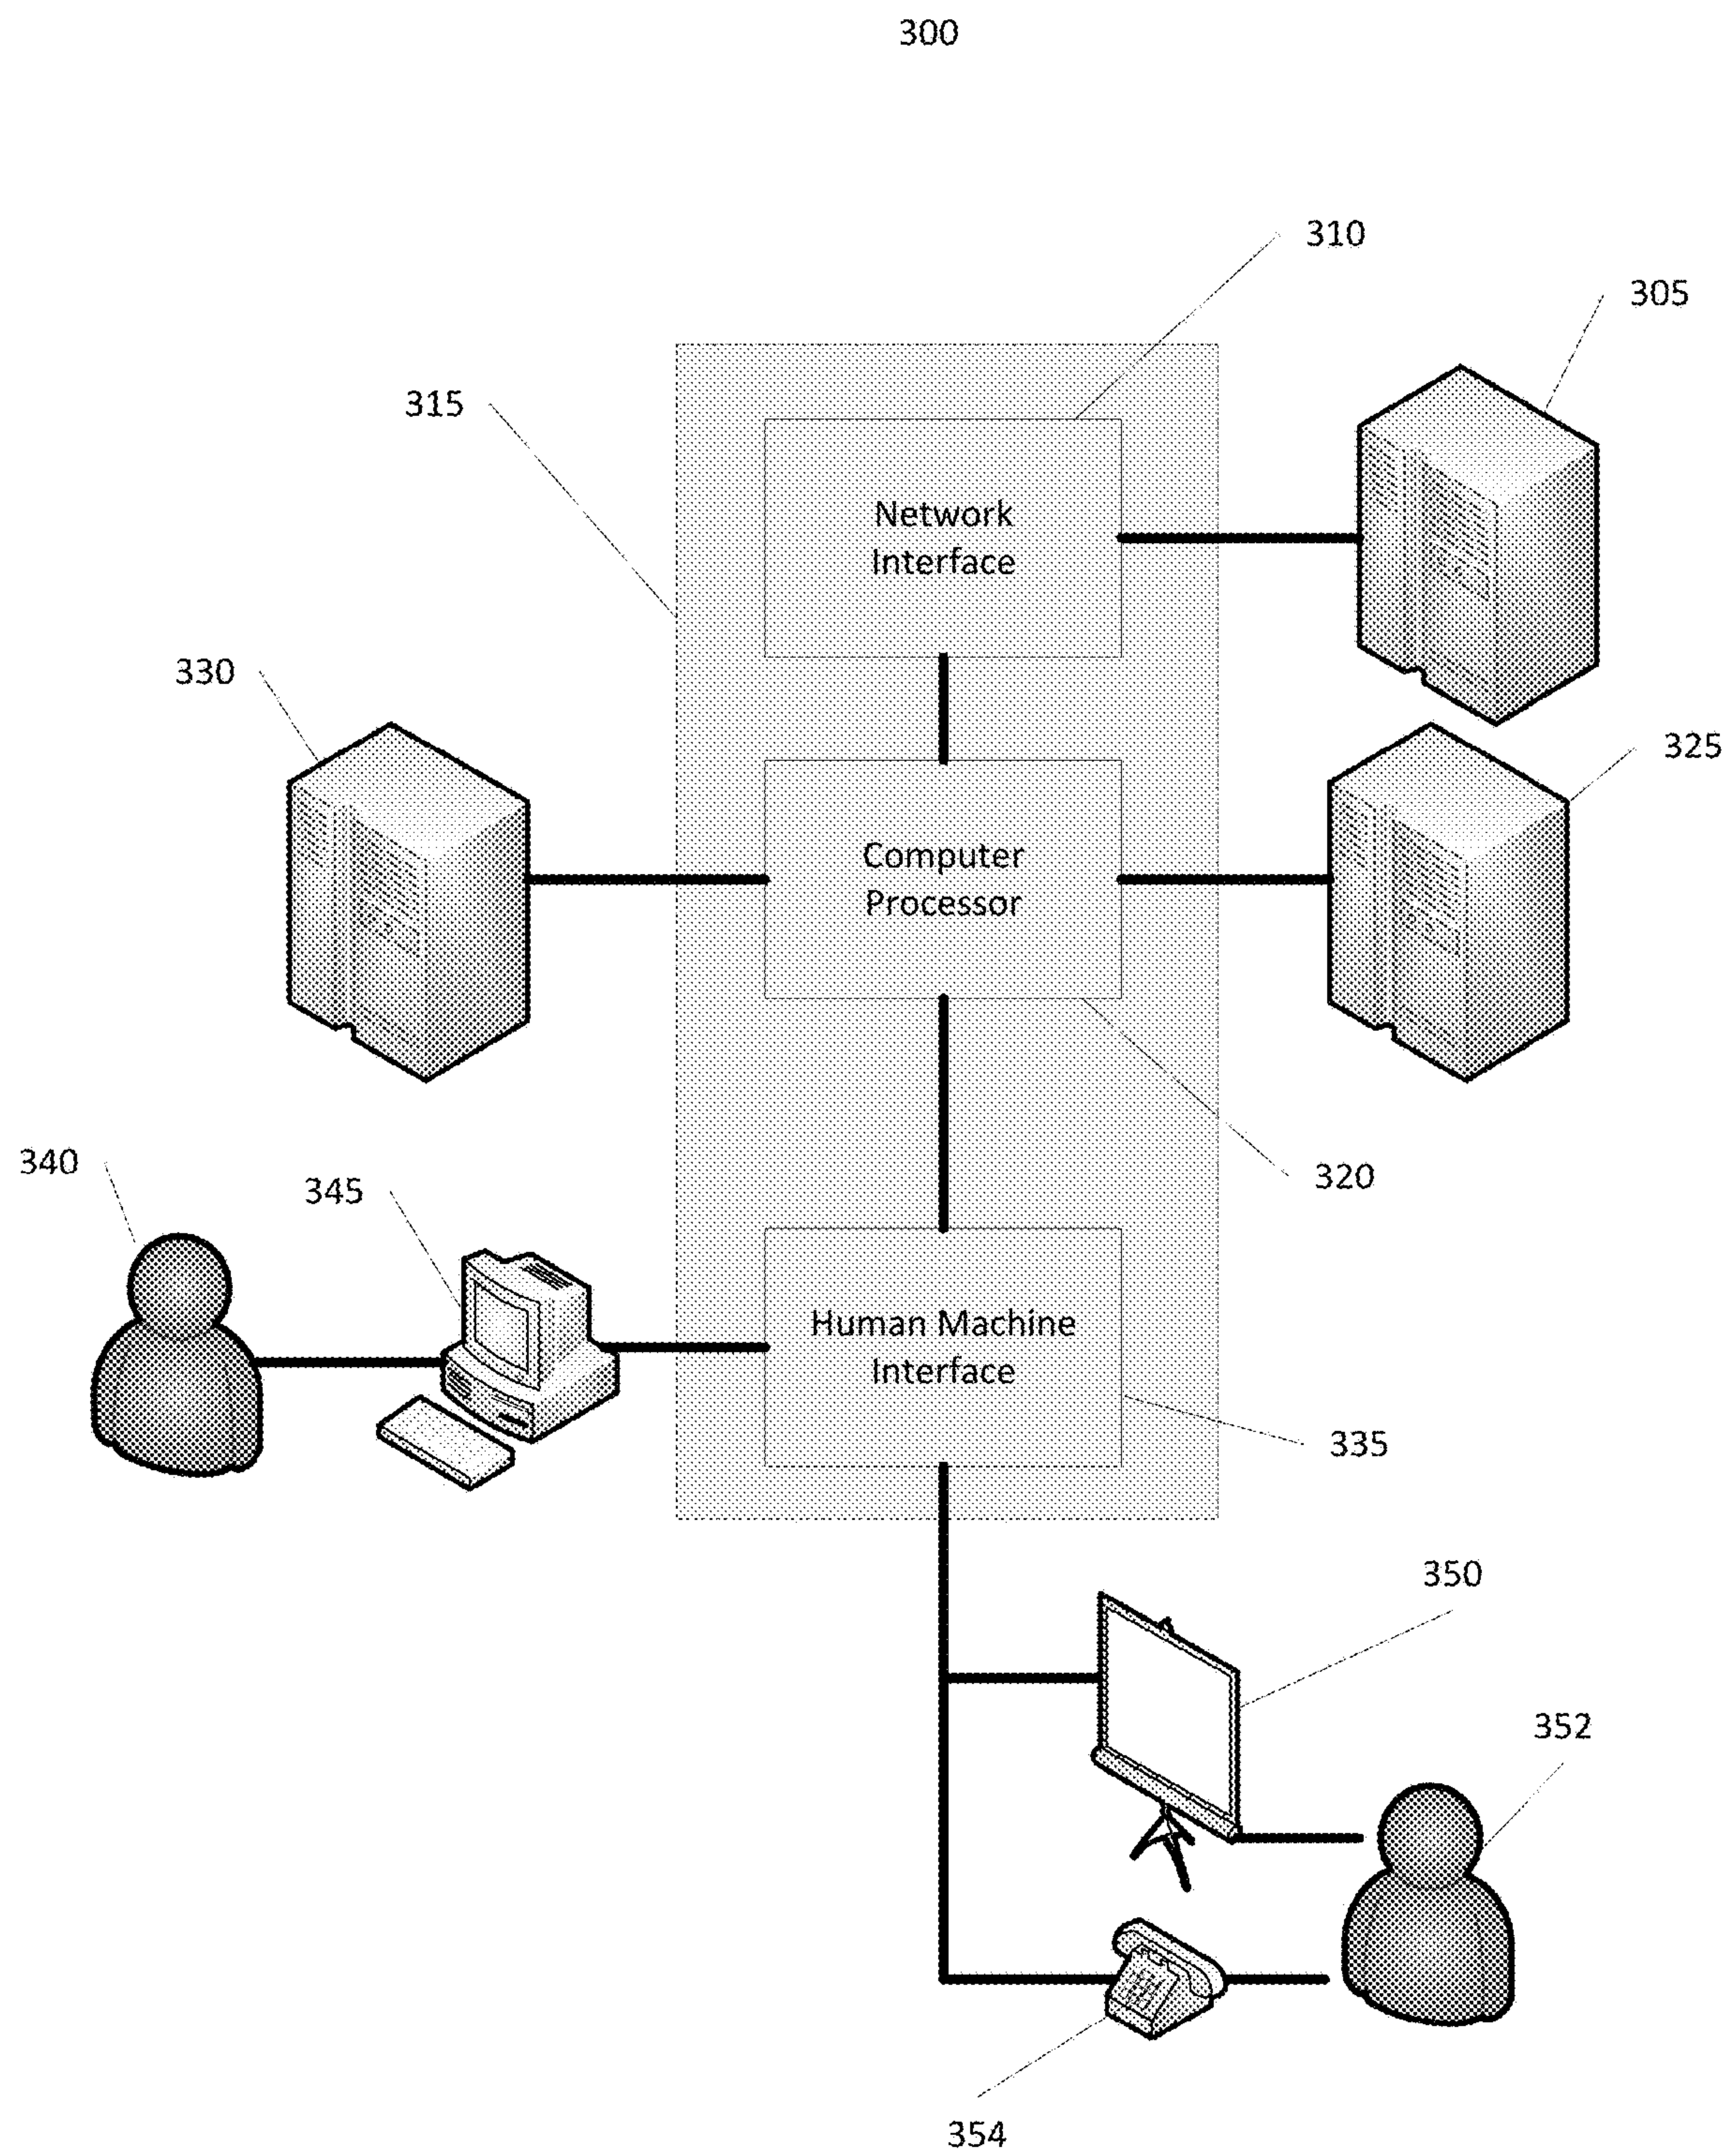 300
310
305
315
Network
Interface
330
325
Computer
Processor
340
345
320
Human Machine
Interface
335
350
352
354